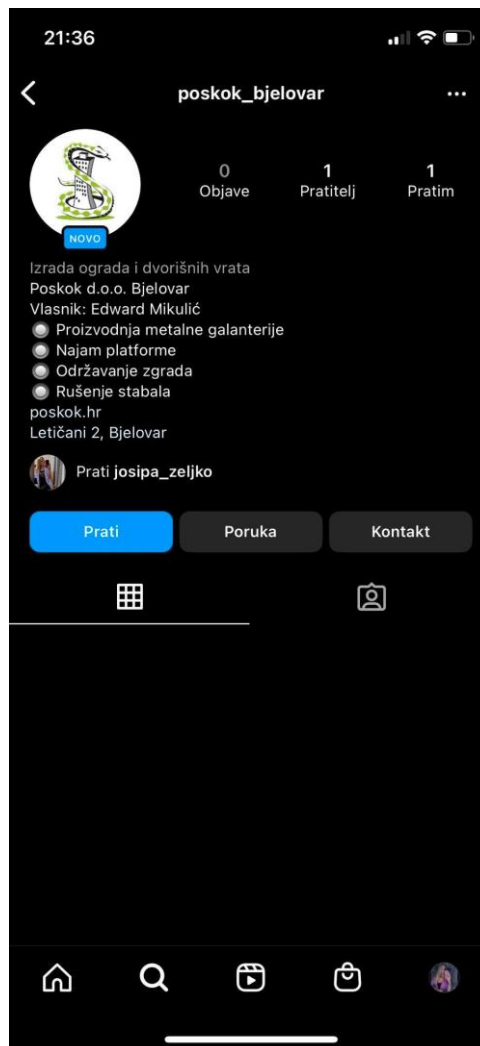 21:36
poskok_bjelovar
0
Objave
1
Pratitelj
1
Pratim
NOVO
Izrada ograda i dvorišnih vrata
Poskok d.o.o. Bjelovar
Vlasnik: Edward Mikulić
Proizvodnja metalne galanterije
Najam platforme
Održavanje zgrada
Rušenje stabala
poskok.hr
Letičani 2, Bjelovar
Prati josipa_zeljko
Prati
Poruka
Kontakt